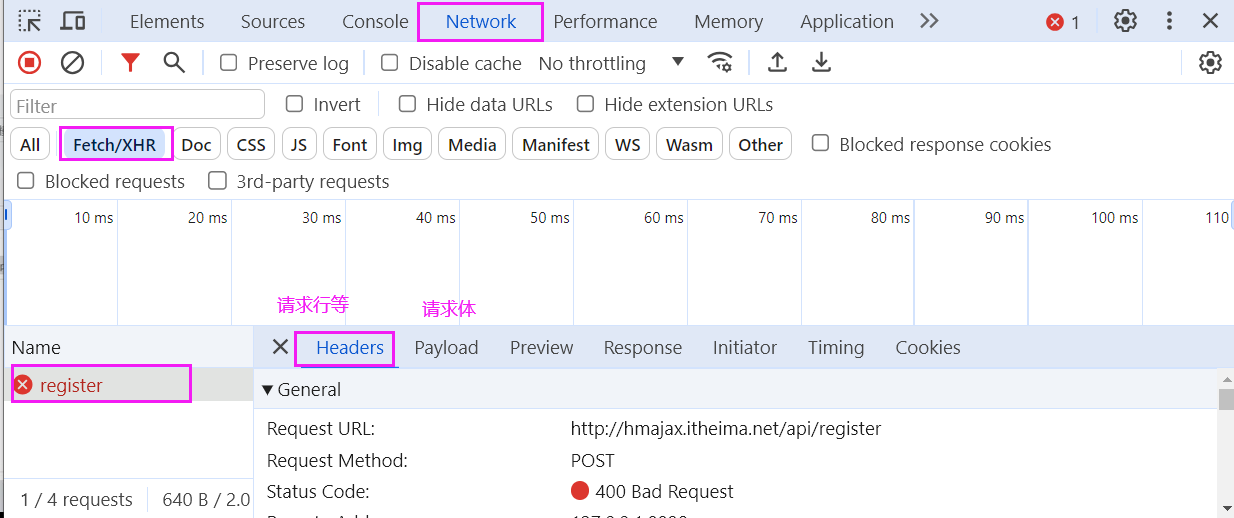 Elements Sources Console Network Performance Memory Application 1
Preserve log Disable cache No throttling
Filter Invert Hide data URLs Hide extension URLs
All Fetch/XHR Doc CSS JS Font Img Media Manifest WS Wasm Other Blocked response cookies
Blocked requests 3rd-party requests
10 ms 20 ms 30 ms 40 ms 50 ms 60 ms 70 ms 80 ms 90 ms 100 ms 110
请求行等 请求体
Name Headers Payload Preview Response Initiator Timing Cookies
register
General
Request URL: http://hmajax.itheima.net/api/register
Request Method: POST
Status Code: 400 Bad Request
1 / 4 requests 640 B / 2.0